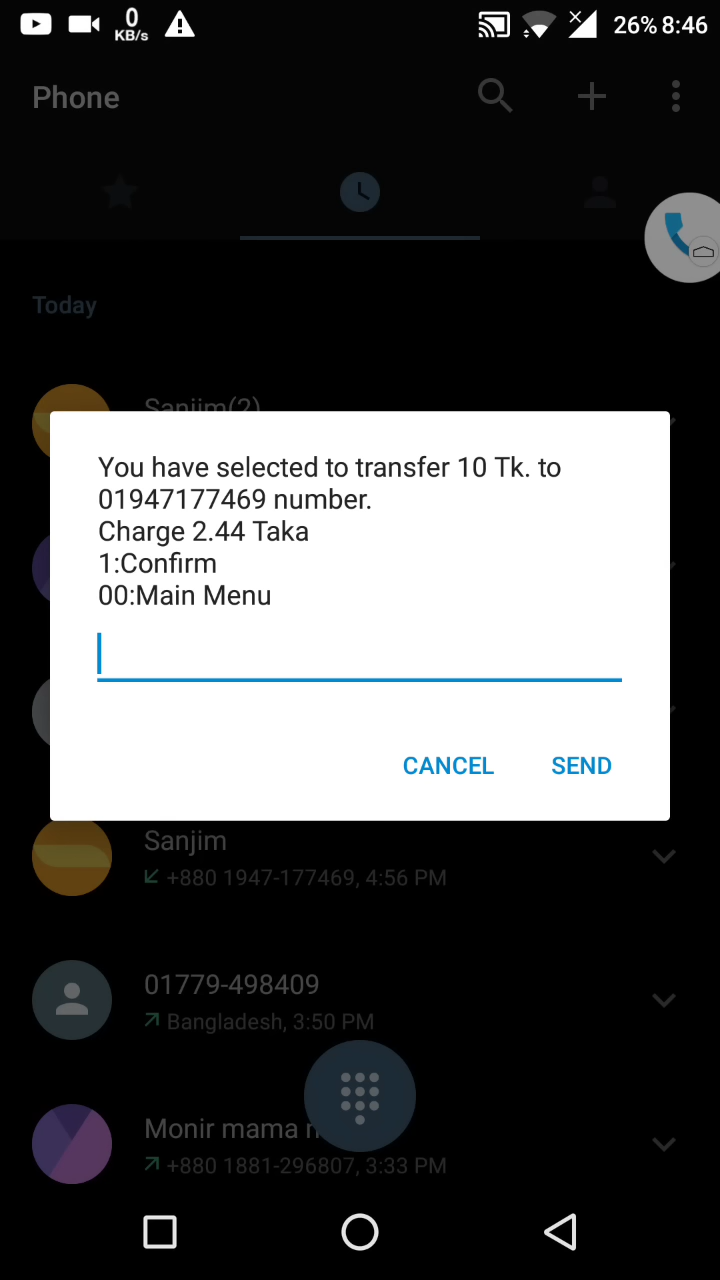 0
KB/s
26% 8:46
Phone
Today
Sanjim(2)
You have selected to transfer 10 Tk. to
01947177469 number.
Charge 2.44 Taka
1:Confirm
00:Main Menu
CANCEL
SEND
Sanjim
+880 1947-177469, 4:56 PM
01779-498409
Bangladesh, 3:50 PM
Monir mama
+880 1881-296807, 3:33 PM